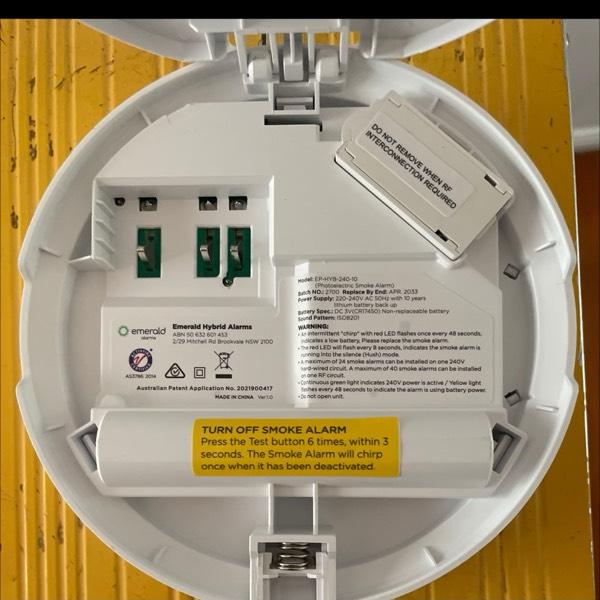 DO NOT REMOVE WHEN RF
INTERCONNECTION REQUIRED
Model: EP-HYB-240-10
(Photoelectric Smoke Alarm)
Batch NO.: 2700 Replace By End: APR. 2033
Power Supply: 220-240V AC 50Hz with 10 years
lithium battery back up
Battery Spec.: DC 3V(CR17450) Non-replaceable battery
Sound Pattern: ISO8201
WARNING:
• An intermittent "chirp" with red LED flashes once every 48 seconds,
indicates a low battery, Please replace the smoke alarm.
• The red LED will flash every 8 seconds, indicates the smoke alarm is
running into the silence (Hush) mode.
• A maximum of 24 smoke alarms can be installed on one 240V
hard-wired circuit. A maximum of 40 smoke alarms can be installed
on one RF circuit.
• Continuous green light indicates 240V power is active / Yellow light
flashes every 48 seconds to indicate the alarm is using battery power.
• Do not open unit.
emerald
alarms
Emerald Hybrid Alarms
ABN 50 632 601 453
2/29 Mitchell Rd Brookvale NSW 2100
AS3786: 2014
Australian Patent Application No. 2021900417
MADE IN CHINA Ver1.0
TURN OFF SMOKE ALARM
Press the Test button 6 times, within 3
seconds. The Smoke Alarm will chirp
once when it has been deactivated.